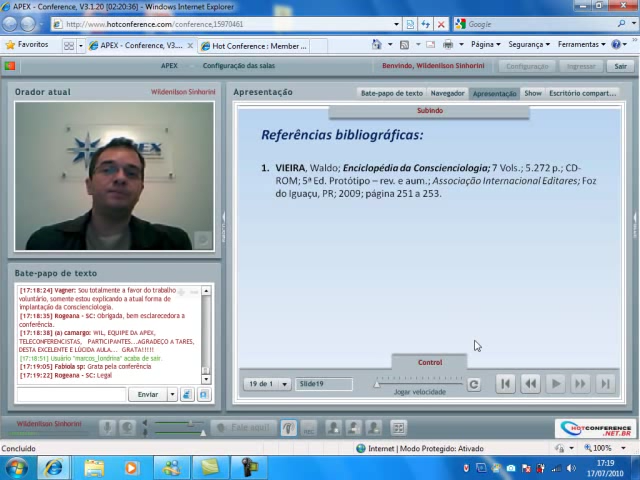 APEX - Conference, V3.1.20 [02:20:36] - Windows Internet Explorer
http://www.hotconference.com/conference,15970461
Google
Favoritos
APEX - Conference, V3....
Hot Conference : Member ...
Página
Segurança
Ferramentas
APEX
Configuração das salas
Benvindo, Wildenilson Sinhorini
Configuração
Ingressar
Sair
Orador atual
Wildenilson Sinhorini
Apresentação
Bate-papo de texto
Navegador
Apresentação
Show
Escritório compart...
Subindo
Referências bibliográficas:
1. VIEIRA, Waldo; Enciclopédia da Conscienciologia; 7 Vols.; 5.272 p.; CD-
ROM; 5ª Ed. Protótipo – rev. e aum.; Associação Internacional Editares; Foz
do Iguaçu, PR; 2009; página 251 a 253.
Bate-papo de texto
[17:18:24] Vagner: Sou totalmente a favor do trabalho
voluntário, somente estou explicando a atual forma de
implantação da Conscienciologia.
[17:18:35] Rogeana - SC: Obrigada, bem esclarecedora a
conferência.
[17:18:38] (a) camargo: WIL, EQUIPE DA APEX,
TELECONFERENCISTAS, PARTICIPANTES...AGRADEÇO A TARES,
DESTA EXCELENTE E LÚCIDA AULA... GRATA!!!!!
[17:18:51] Usuário "marcos_londrina" acaba de sair
[17:19:05] Fabiola sp: Grata pela conferência
[17:19:22] Rogeana - SC: Legal
Enviar
Control
19 de 1
Slide19
Jogar velocidade
Wildenilson Sinhorini
Fale aqui!
REC
HOTCONFERENCE
.NET.BR
Concluído
Internet | Modo Protegido: Ativado
100%
17:19
17/07/2010